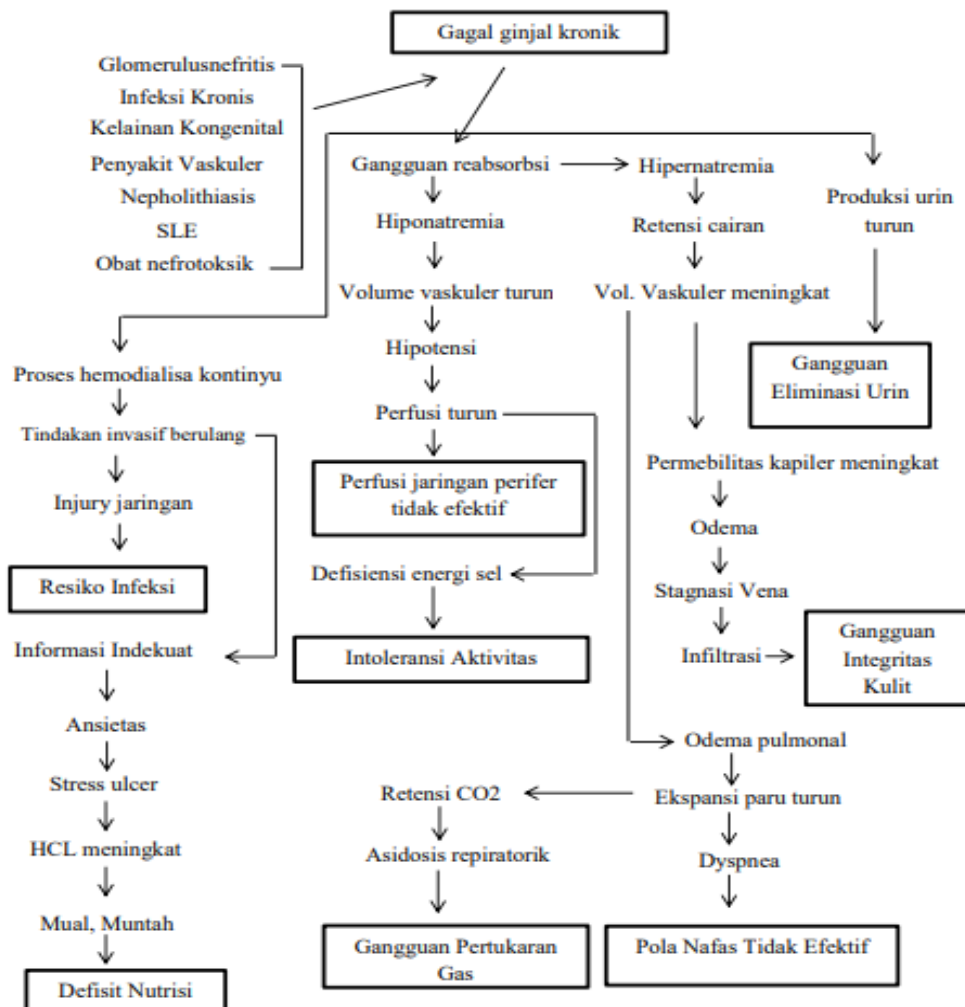 Gagal ginjal kronik
Glomerulusnefritis
Infeksi Kronis
Kelainan Kongenital
Penyakit Vaskuler
Nepholithiasis
SLE
Obat nefrotoksik
Gangguan reabsorbsi
Hipernatremia
Produksi urin
turun
Hiponatremia
Retensi cairan
Volume vaskuler turun
Vol. Vaskuler meningkat
Hipotensi
Gangguan
Eliminasi Urin
Proses hemodialisa kontinyu
Perfusi turun
Tindakan invasif berulang
Permebilitas kapiler meningkat
Perfusi jaringan perifer
tidak efektif
Injury jaringan
Odema
Resiko Infeksi
Defisiensi energi sel
Stagnasi Vena
Informasi Indekuat
Intoleransi Aktivitas
Infiltrasi
Gangguan
Integritas
Kulit
Ansietas
Odema pulmonal
Stress ulcer
Retensi CO2
Ekspansi paru turun
HCL meningkat
Asidosis repiratorik
Dyspnea
Mual, Muntah
Gangguan Pertukaran
Gas
Pola Nafas Tidak Efektif
Defisit Nutrisi